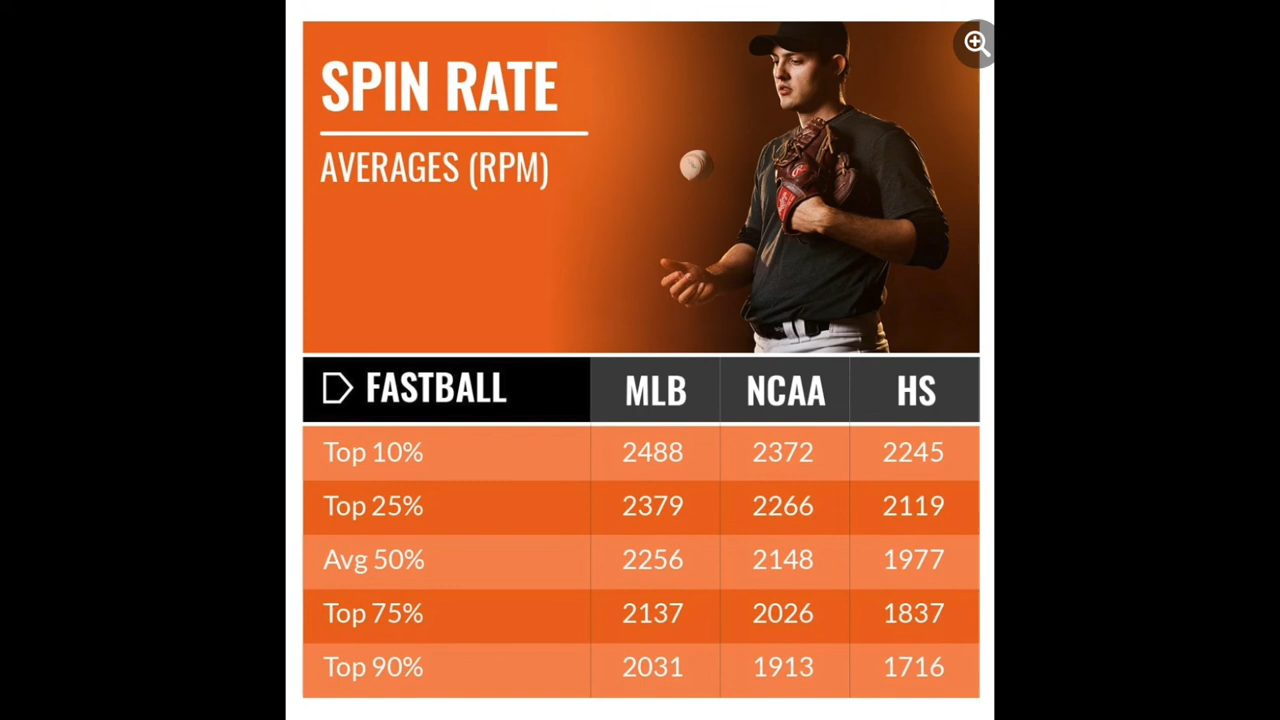 SPIN RATE
AVERAGES (RPM)
FASTBALL MLB NCAA HS
Top 10% 2488 2372 2245
Top 25% 2379 2266 2119
Avg 50% 2256 2148 1977
Top 75% 2137 2026 1837
Top 90% 2031 1913 1716